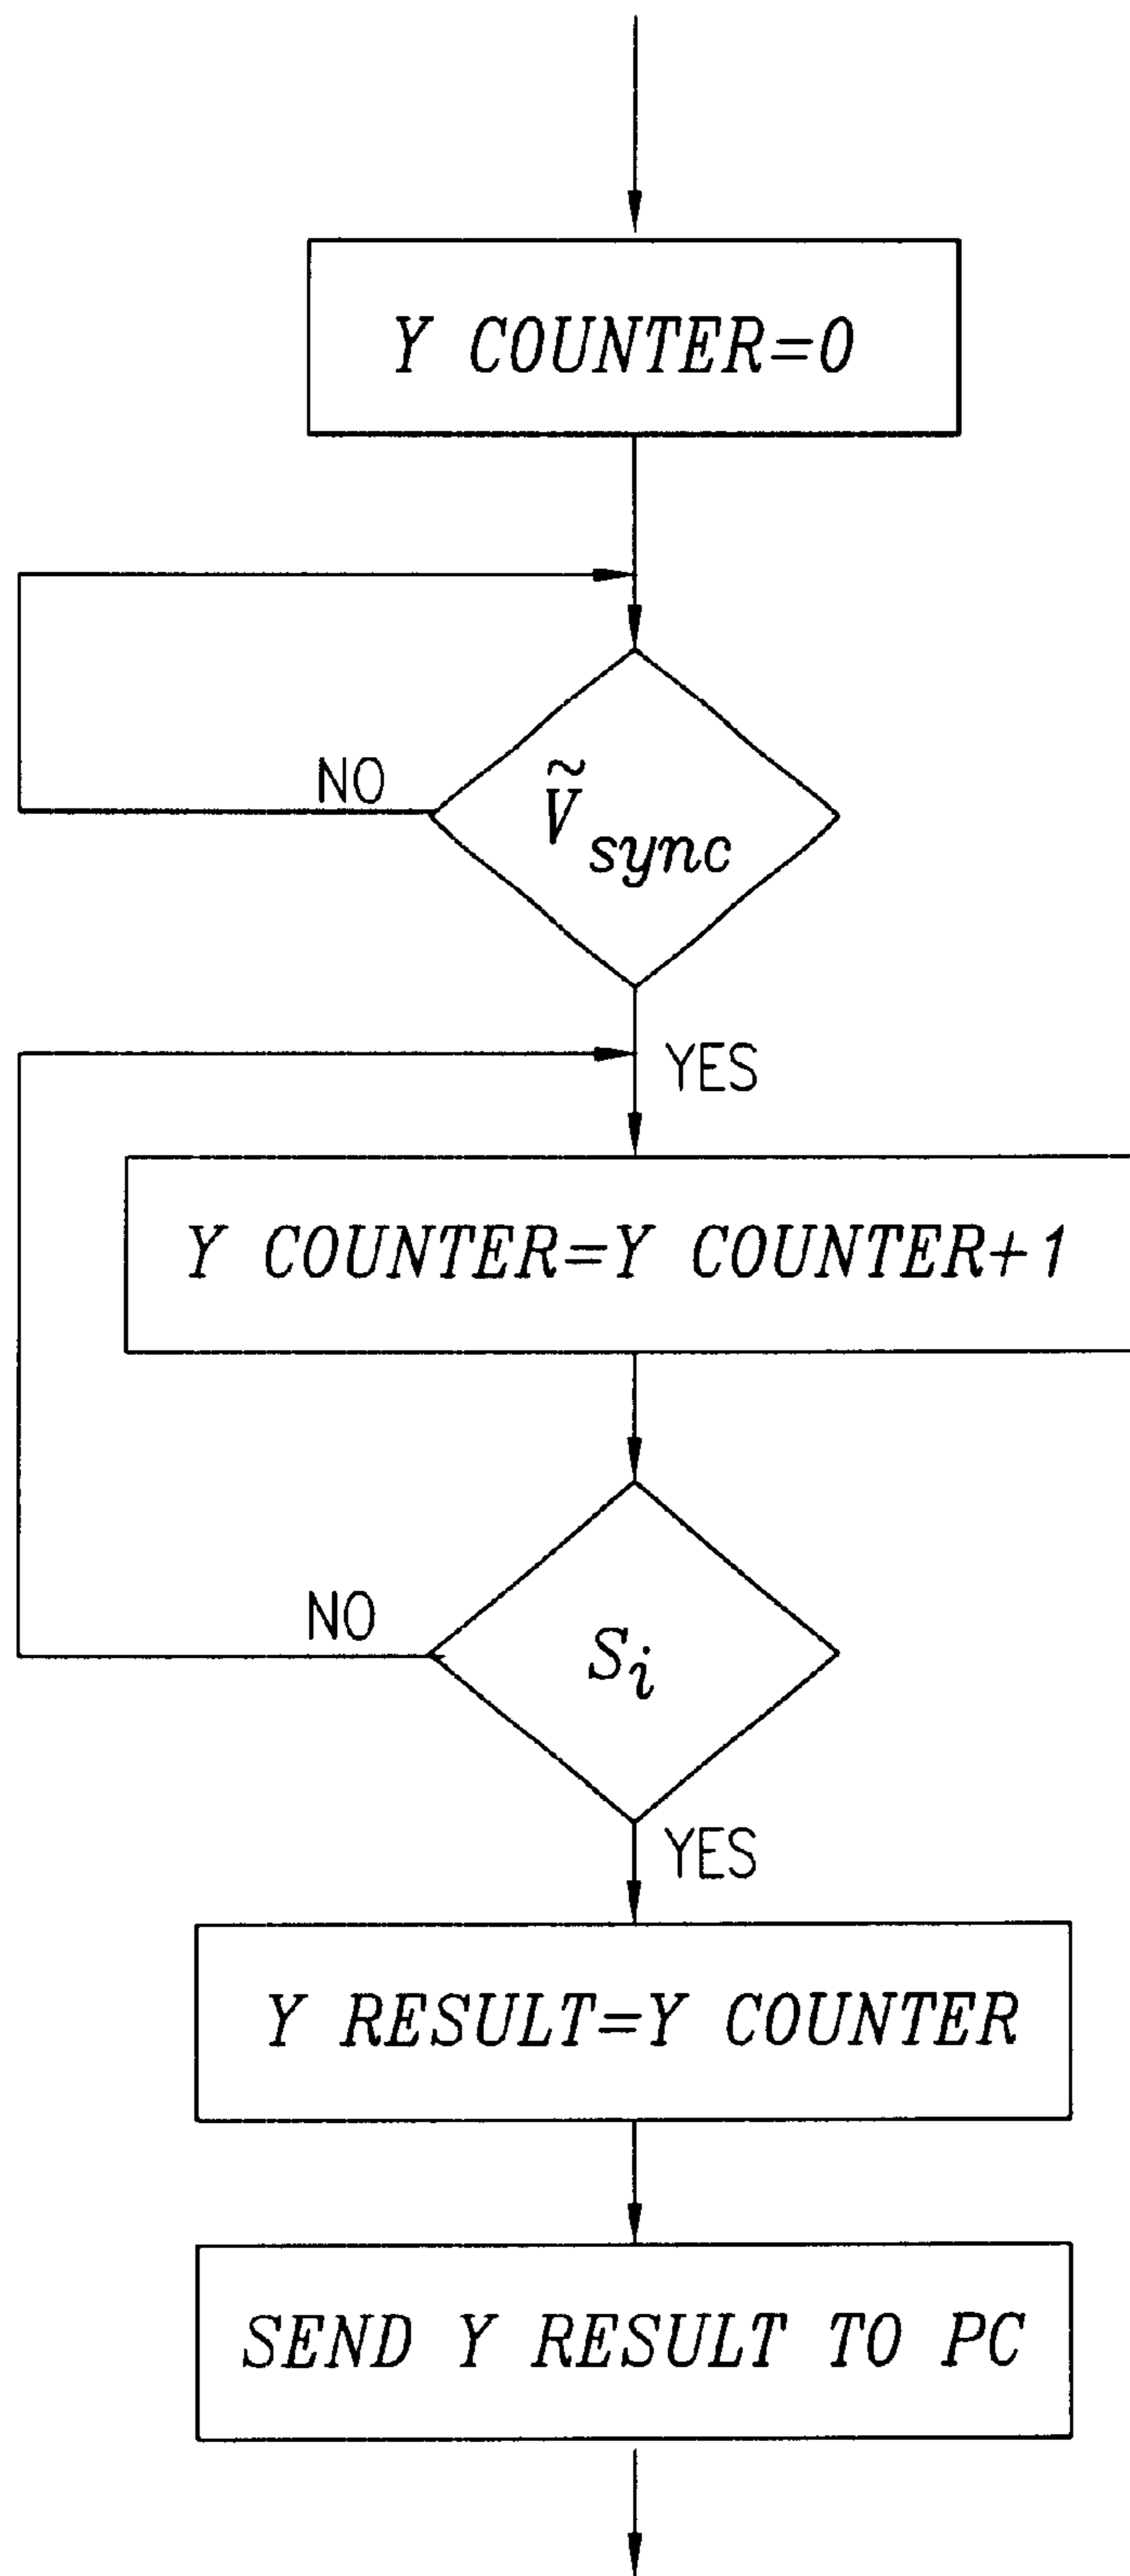 Y COUNTER=0
NO
Ṽsync
YES
Y COUNTER=Y COUNTER+1
NO
Si
YES
Y RESULT=Y COUNTER
SEND Y RESULT TO PC